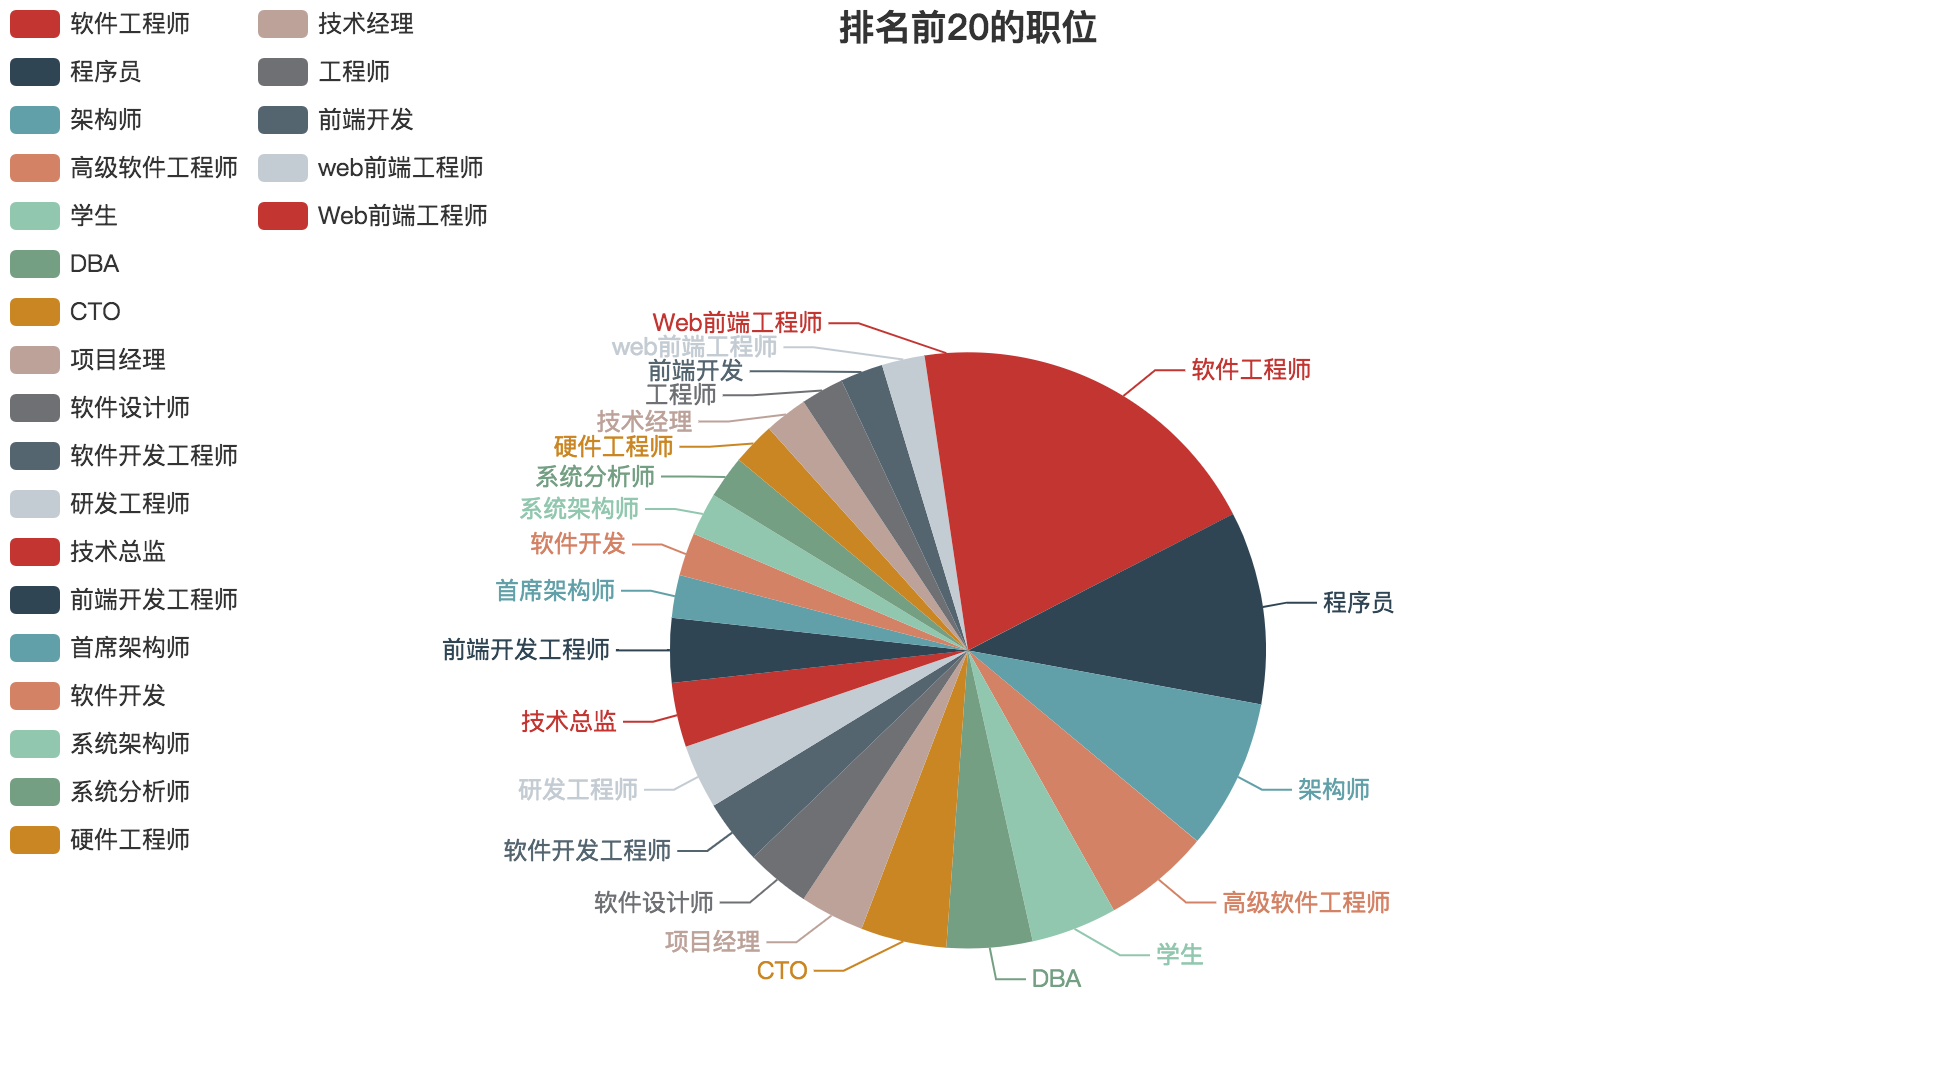 排名前20的职位
软件工程师
程序员
架构师
高级软件工程师
学生
DBA
CTO
项目经理
软件设计师
软件开发工程师
研发工程师
技术总监
前端开发工程师
首席架构师
软件开发
系统架构师
系统分析师
硬件工程师
技术经理
工程师
前端开发
web前端工程师
Web前端工程师
Web前端工程师
web前端工程师
前端开发
工程师
技术经理
硬件工程师
系统分析师
系统架构师
软件开发
首席架构师
前端开发工程师
技术总监
研发工程师
软件开发工程师
软件设计师
项目经理
CTO
软件工程师
程序员
架构师
高级软件工程师
学生
DBA